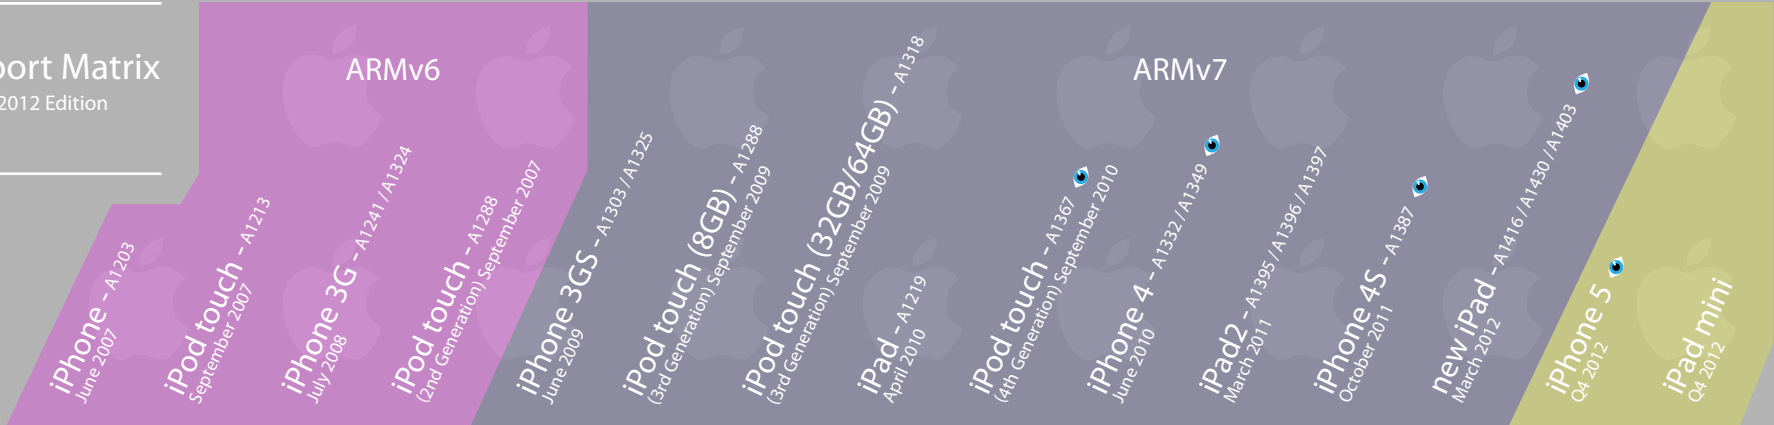 port Matrix
2012 Edition
ARMv6
ARMv7
iPhone - A1203
June 2007
iPod touch - A1213
September 2007
iPhone 3G - A1241 /A1324
July 2008
iPod touch - A1288
(2nd Generation) September 2007
iPhone 3GS - A1303 /A1325
June 2009
iPod touch (8GB) - A1288
(3rd Generation) September 2009
iPod touch (32GB/64GB) - A1318
(3rd Generation) September 2009
iPad - A1219
April 2010
iPod touch - A1367
(4th Generation) September 2010
iPhone 4 - A1332 /A1349
June 2010
iPad2 - A1395 /A1396 /A1397
March 2011
iPhone 4S - A1387
October 2011
new iPad - A1416 /A1430 /A1403
March 2012
iPhone 5
Q4 2012
iPad mini
Q4 2012